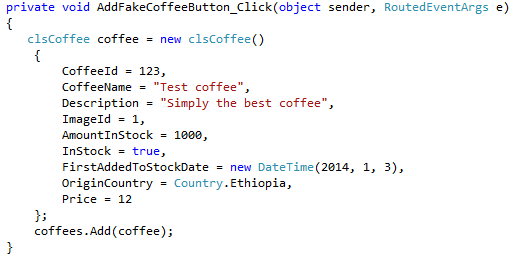 private void AddFakeCoffeeButton_Click(object sender, RoutedEventArgs e)
{
    clsCoffee coffee = new clsCoffee()
    {
        CoffeeId = 123,
        CoffeeName = "Test coffee",
        Description = "Simply the best coffee",
        ImageId = 1,
        AmountInStock = 1000,
        InStock = true,
        FirstAddedToStockDate = new DateTime(2014, 1, 3),
        OriginCountry = Country.Ethiopia,
        Price = 12
    };
    coffees.Add(coffee);
}